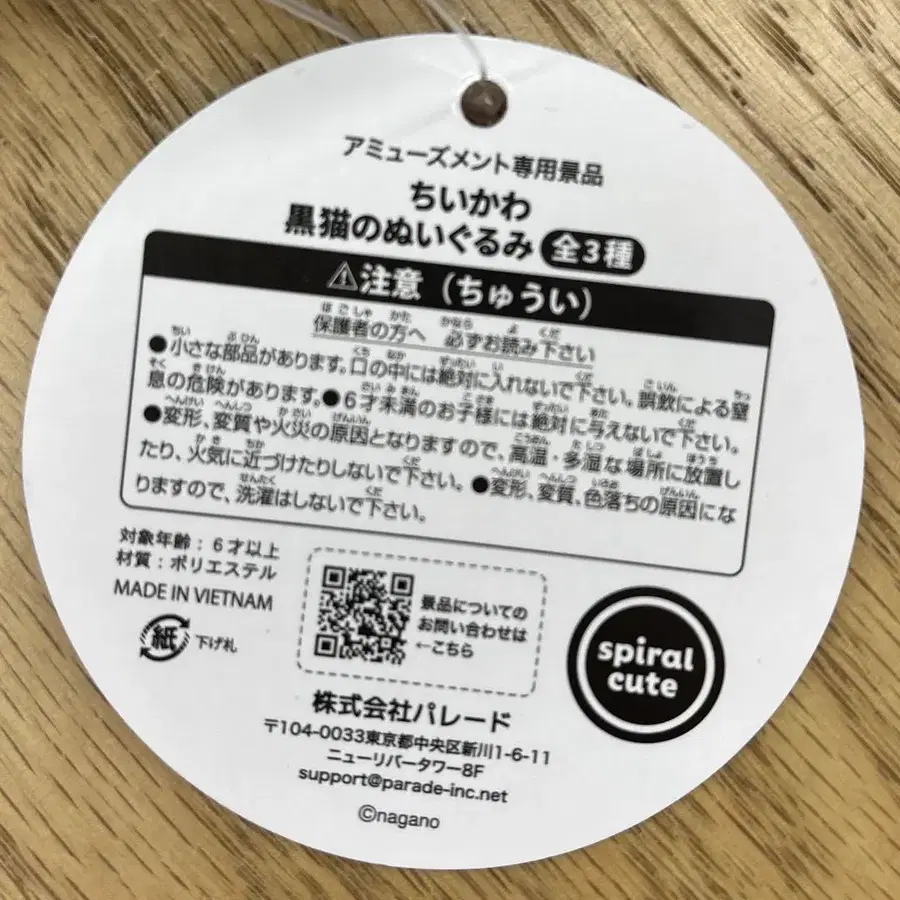 アミューズメント専用景品
ちいかわ
黒猫のぬいぐるみ 全3種
⚠注意（ちゅうい）
保護者の方へ 必ずお読み下さい
●小さな部品があります。口の中には絶対に入れないで下さい。誤飲による窒
息の危険があります。●6才未満のお子様には絶対に与えないで下さい。
●変形、変質や火災の原因となりますので、高温・多湿な場所に放置し
たり、火気に近づけたりしないで下さい。●変形、変質、色落ちの原因にな
りますので、洗濯はしないで下さい。
対象年齢：6才以上
材質：ポリエステル
MADE IN VIETNAM
紙 下げ札
景品についての
お問い合わせは
←こちら
spiral
cute
株式会社パレード
〒104-0033東京都中央区新川1-6-11
ニューリバータワー8F
support@parade-inc.net
©nagano